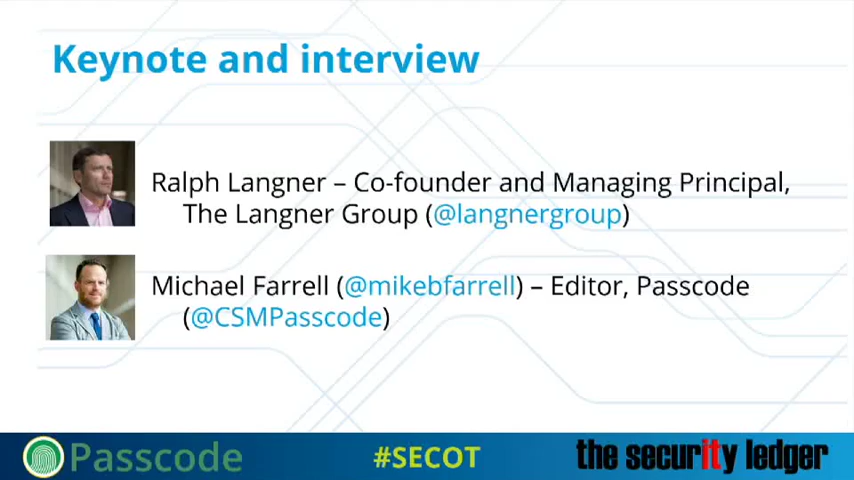 Keynote and interview
Ralph Langner – Co-founder and Managing Principal,
The Langner Group (@langnergroup)
Michael Farrell (@mikebfarrell) – Editor, Passcode
(@CSMPasscode)
Passcode
#SECOT
the security ledger